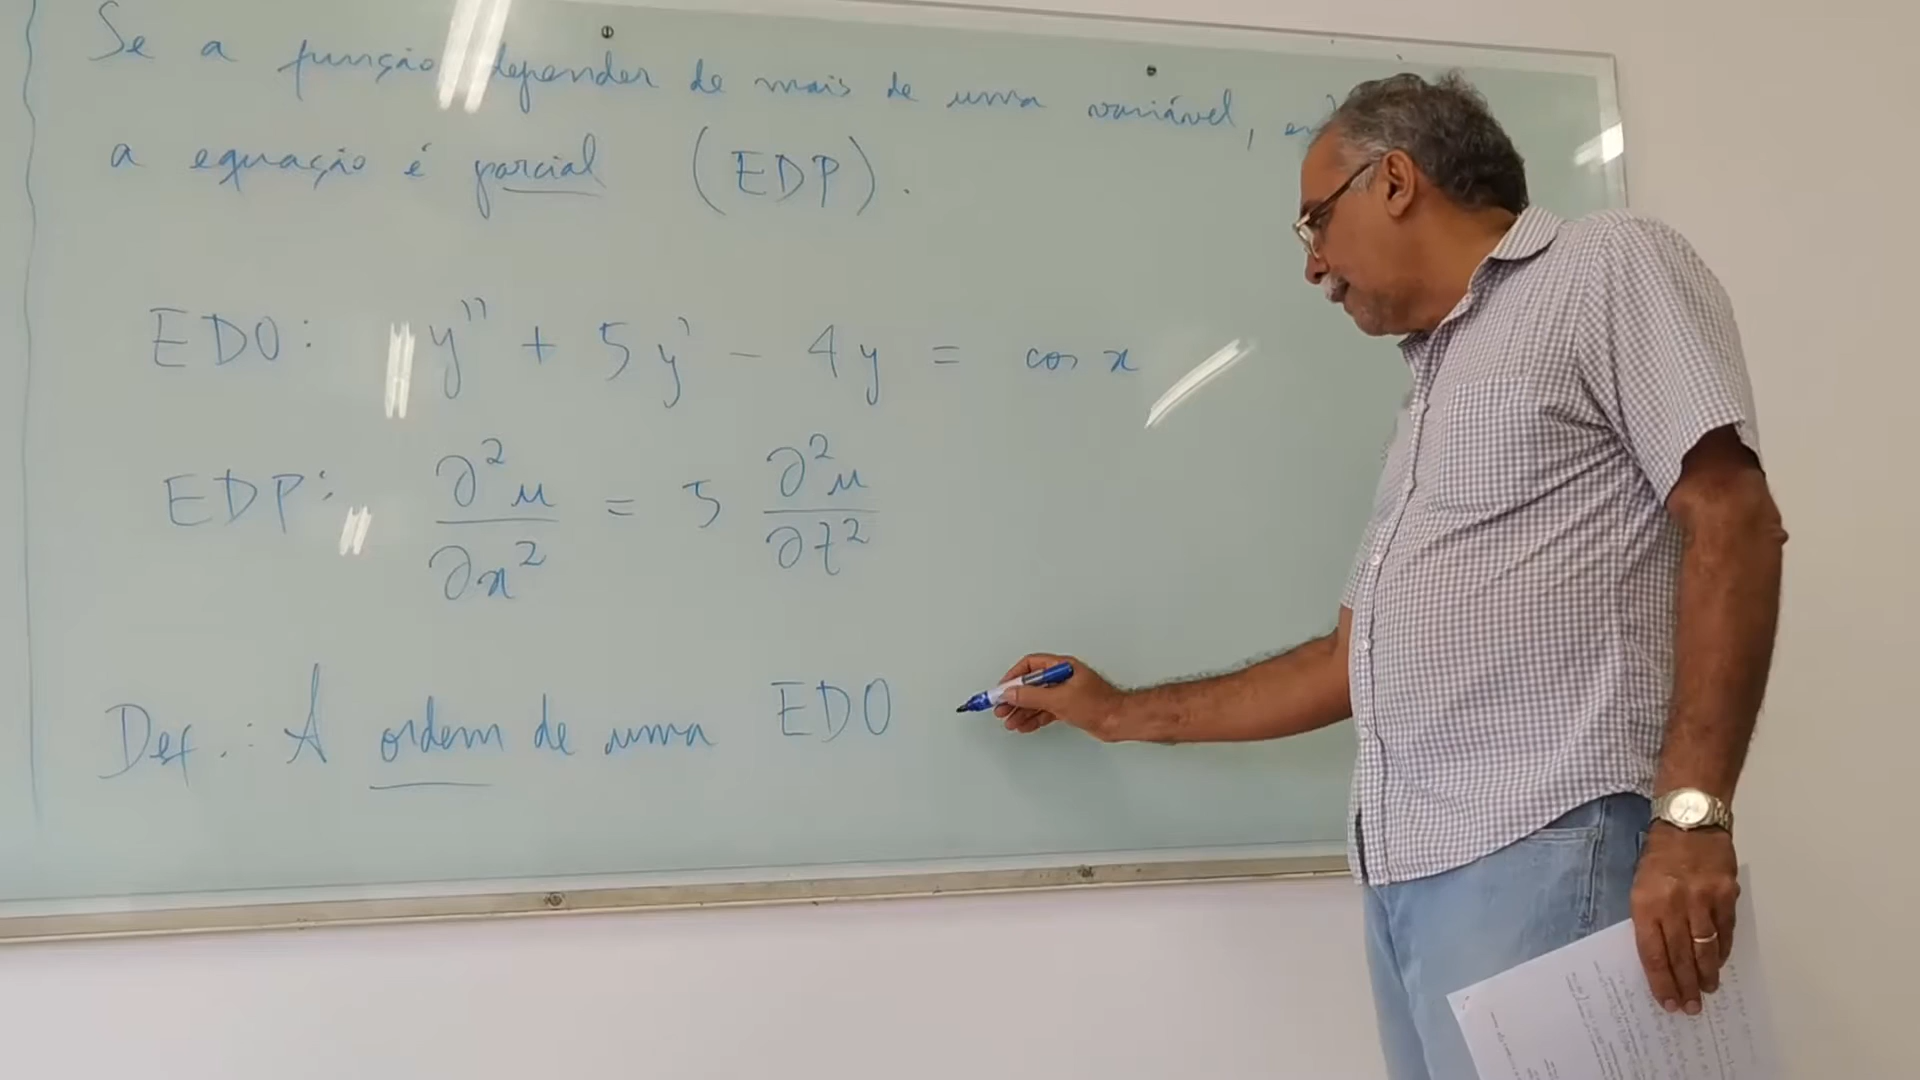 Se a função depender de mais de uma variável,
a equação é parcial (EDP).
EDO: y'' + 5y' - 4y = cos x
EDP: ∂²u/∂x² = 5 ∂²u/∂t²
Def.: A ordem de uma EDO